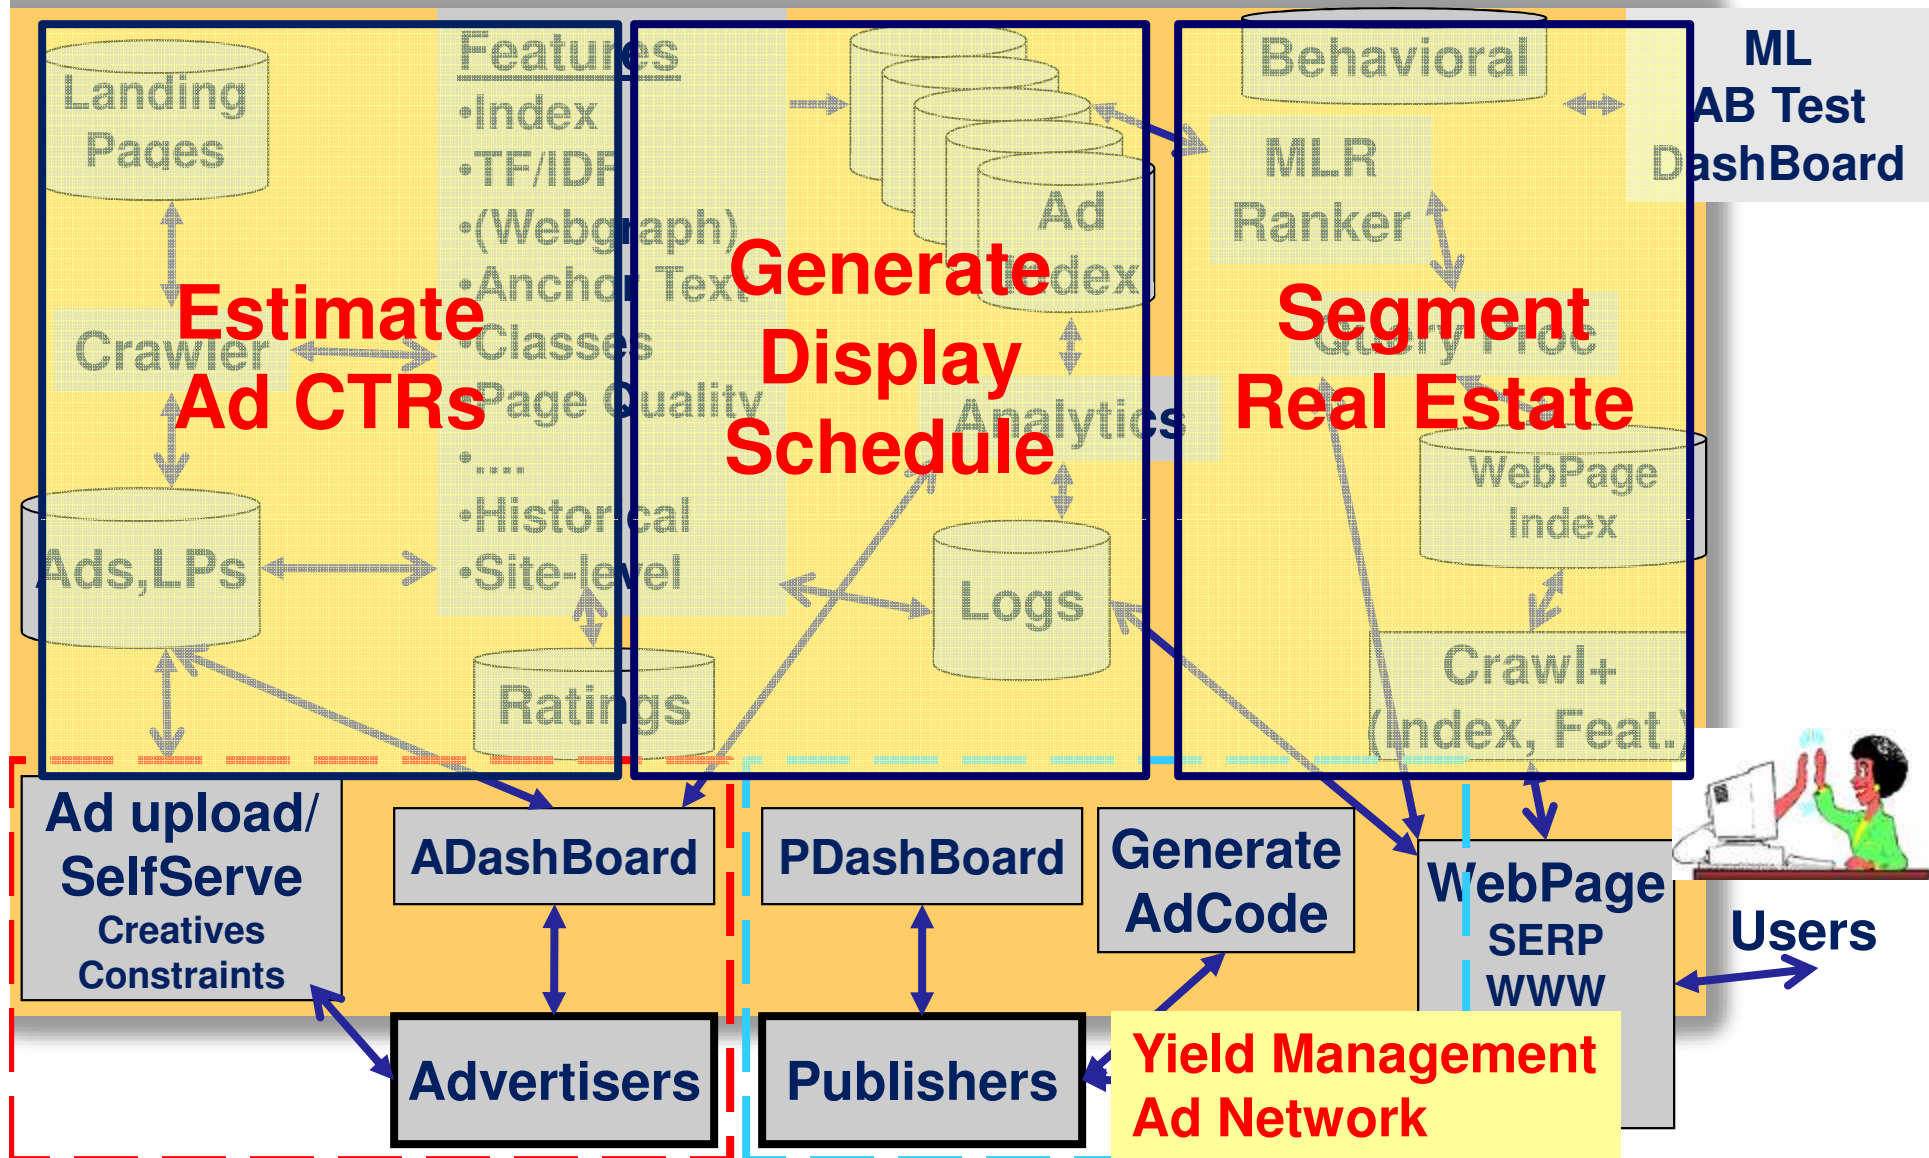 Landing
Pages
Features
•Index
•TF/IDF
•(Webgraph)
•Anchor Text
•Classes
•Page Quality
•....
•Historical
•Site-level
Ad
Index
Behavioral
MLR
Ranker
ML
AB Test
DashBoard
Estimate
Ad CTRs
Generate
Display
Schedule
Segment
Real Estate
Crawler
Analytics
Query Proc
WebPage
Index
Ads,LPs
Logs
Ratings
Crawl+
(Index, Feat.)
Ad upload/
SelfServe
Creatives
Constraints
ADashBoard
PDashBoard
Generate
AdCode
WebPage
SERP
WWW
Users
Advertisers
Publishers
Yield Management
Ad Network